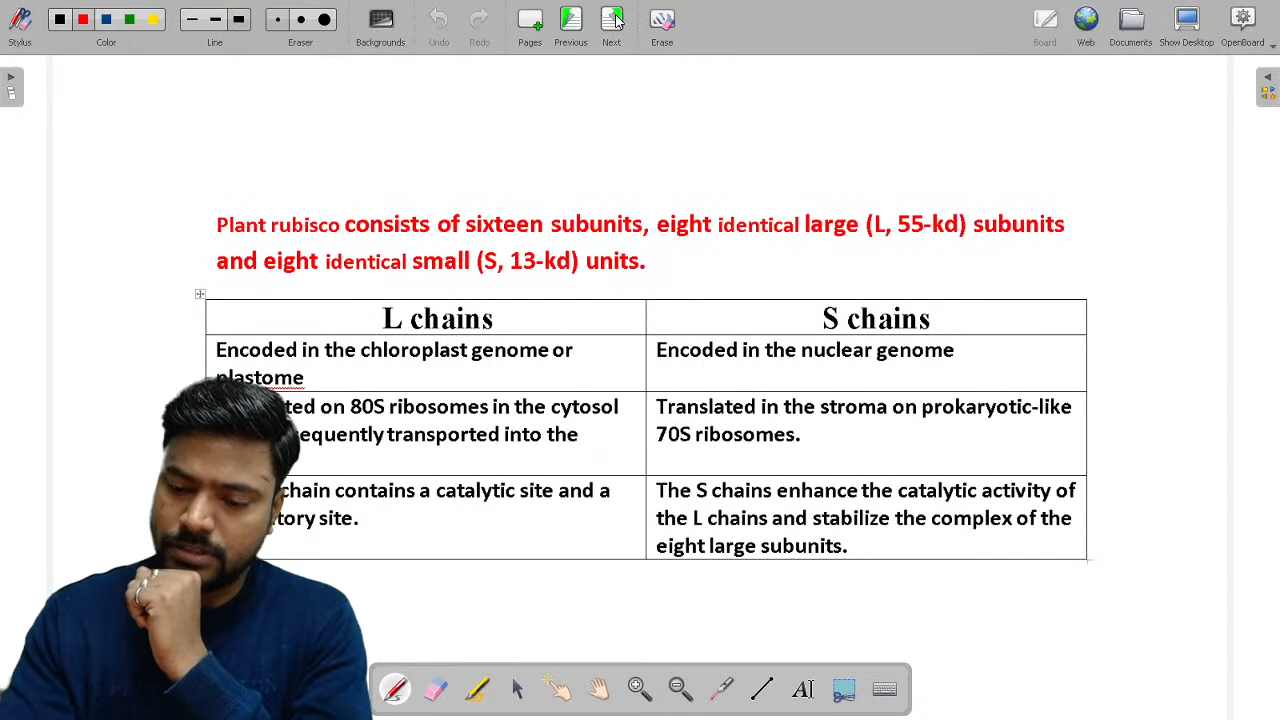 Stylus
Color
Line
Eraser
Backgrounds
Undo
Redo
Pages
Previous
Next
Erase
Board
Web
Documents
Show Desktop
OpenBoard
Plant rubisco consists of sixteen subunits, eight identical large (L, 55-kd) subunits
and eight identical small (S, 13-kd) units.
L chains
S chains
Encoded in the chloroplast genome or
plastome
Encoded in the nuclear genome
on 80S ribosomes in the cytosol
transported into the
Translated in the stroma on prokaryotic-like
70S ribosomes.
chain contains a catalytic site and a
site.
The S chains enhance the catalytic activity of
the L chains and stabilize the complex of the
eight large subunits.